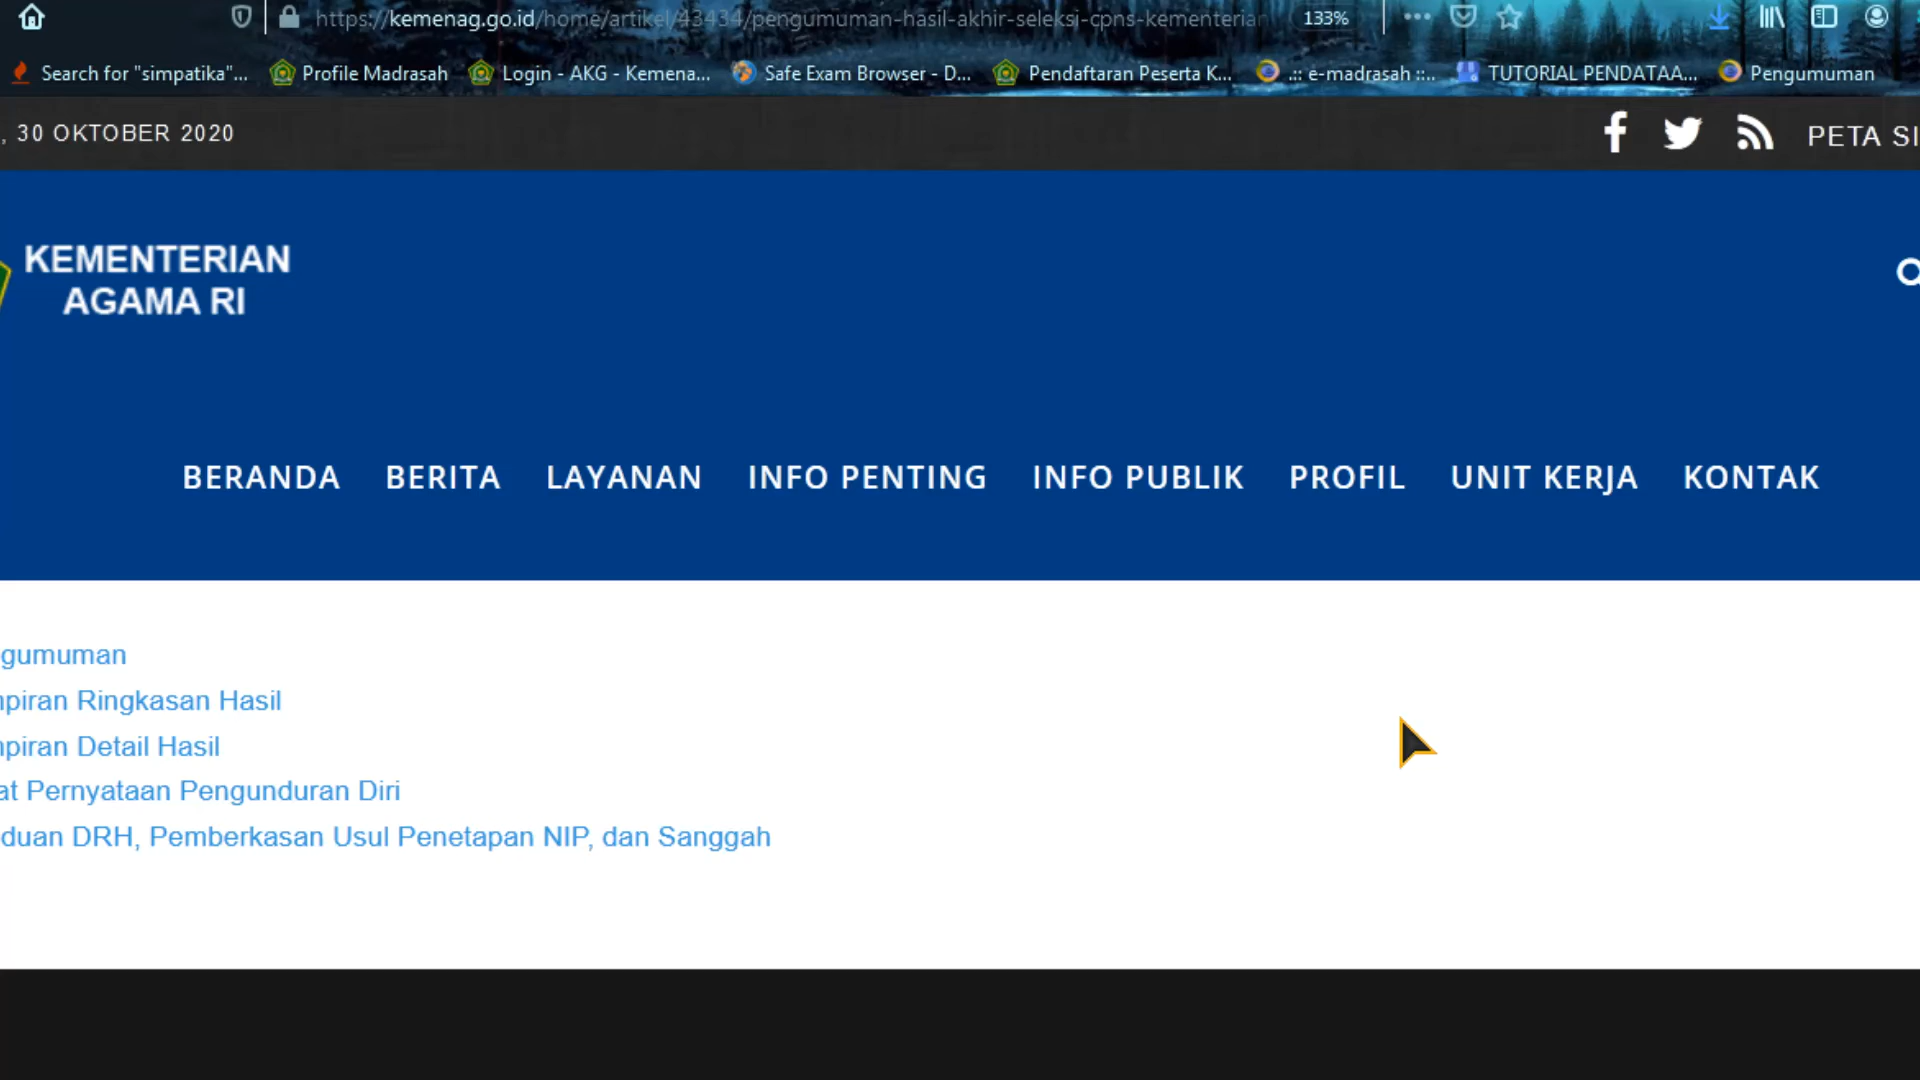 https://kemenag.go.id/home/artikel/43434/pengumuman-hasil-akhir-seleksi-cpns-kementerian
133%
Search for "simpatika"...
Profile Madrasah
Login - AKG - Kemena...
Safe Exam Browser - D...
Pendaftaran Peserta K...
.:: e-madrasah ::..
TUTORIAL PENDATAA...
Pengumuman
, 30 OKTOBER 2020
PETA SI
KEMENTERIAN
AGAMA RI
BERANDA
BERITA
LAYANAN
INFO PENTING
INFO PUBLIK
PROFIL
UNIT KERJA
KONTAK
gumuman
piran Ringkasan Hasil
piran Detail Hasil
at Pernyataan Pengunduran Diri
duan DRH, Pemberkasan Usul Penetapan NIP, dan Sanggah